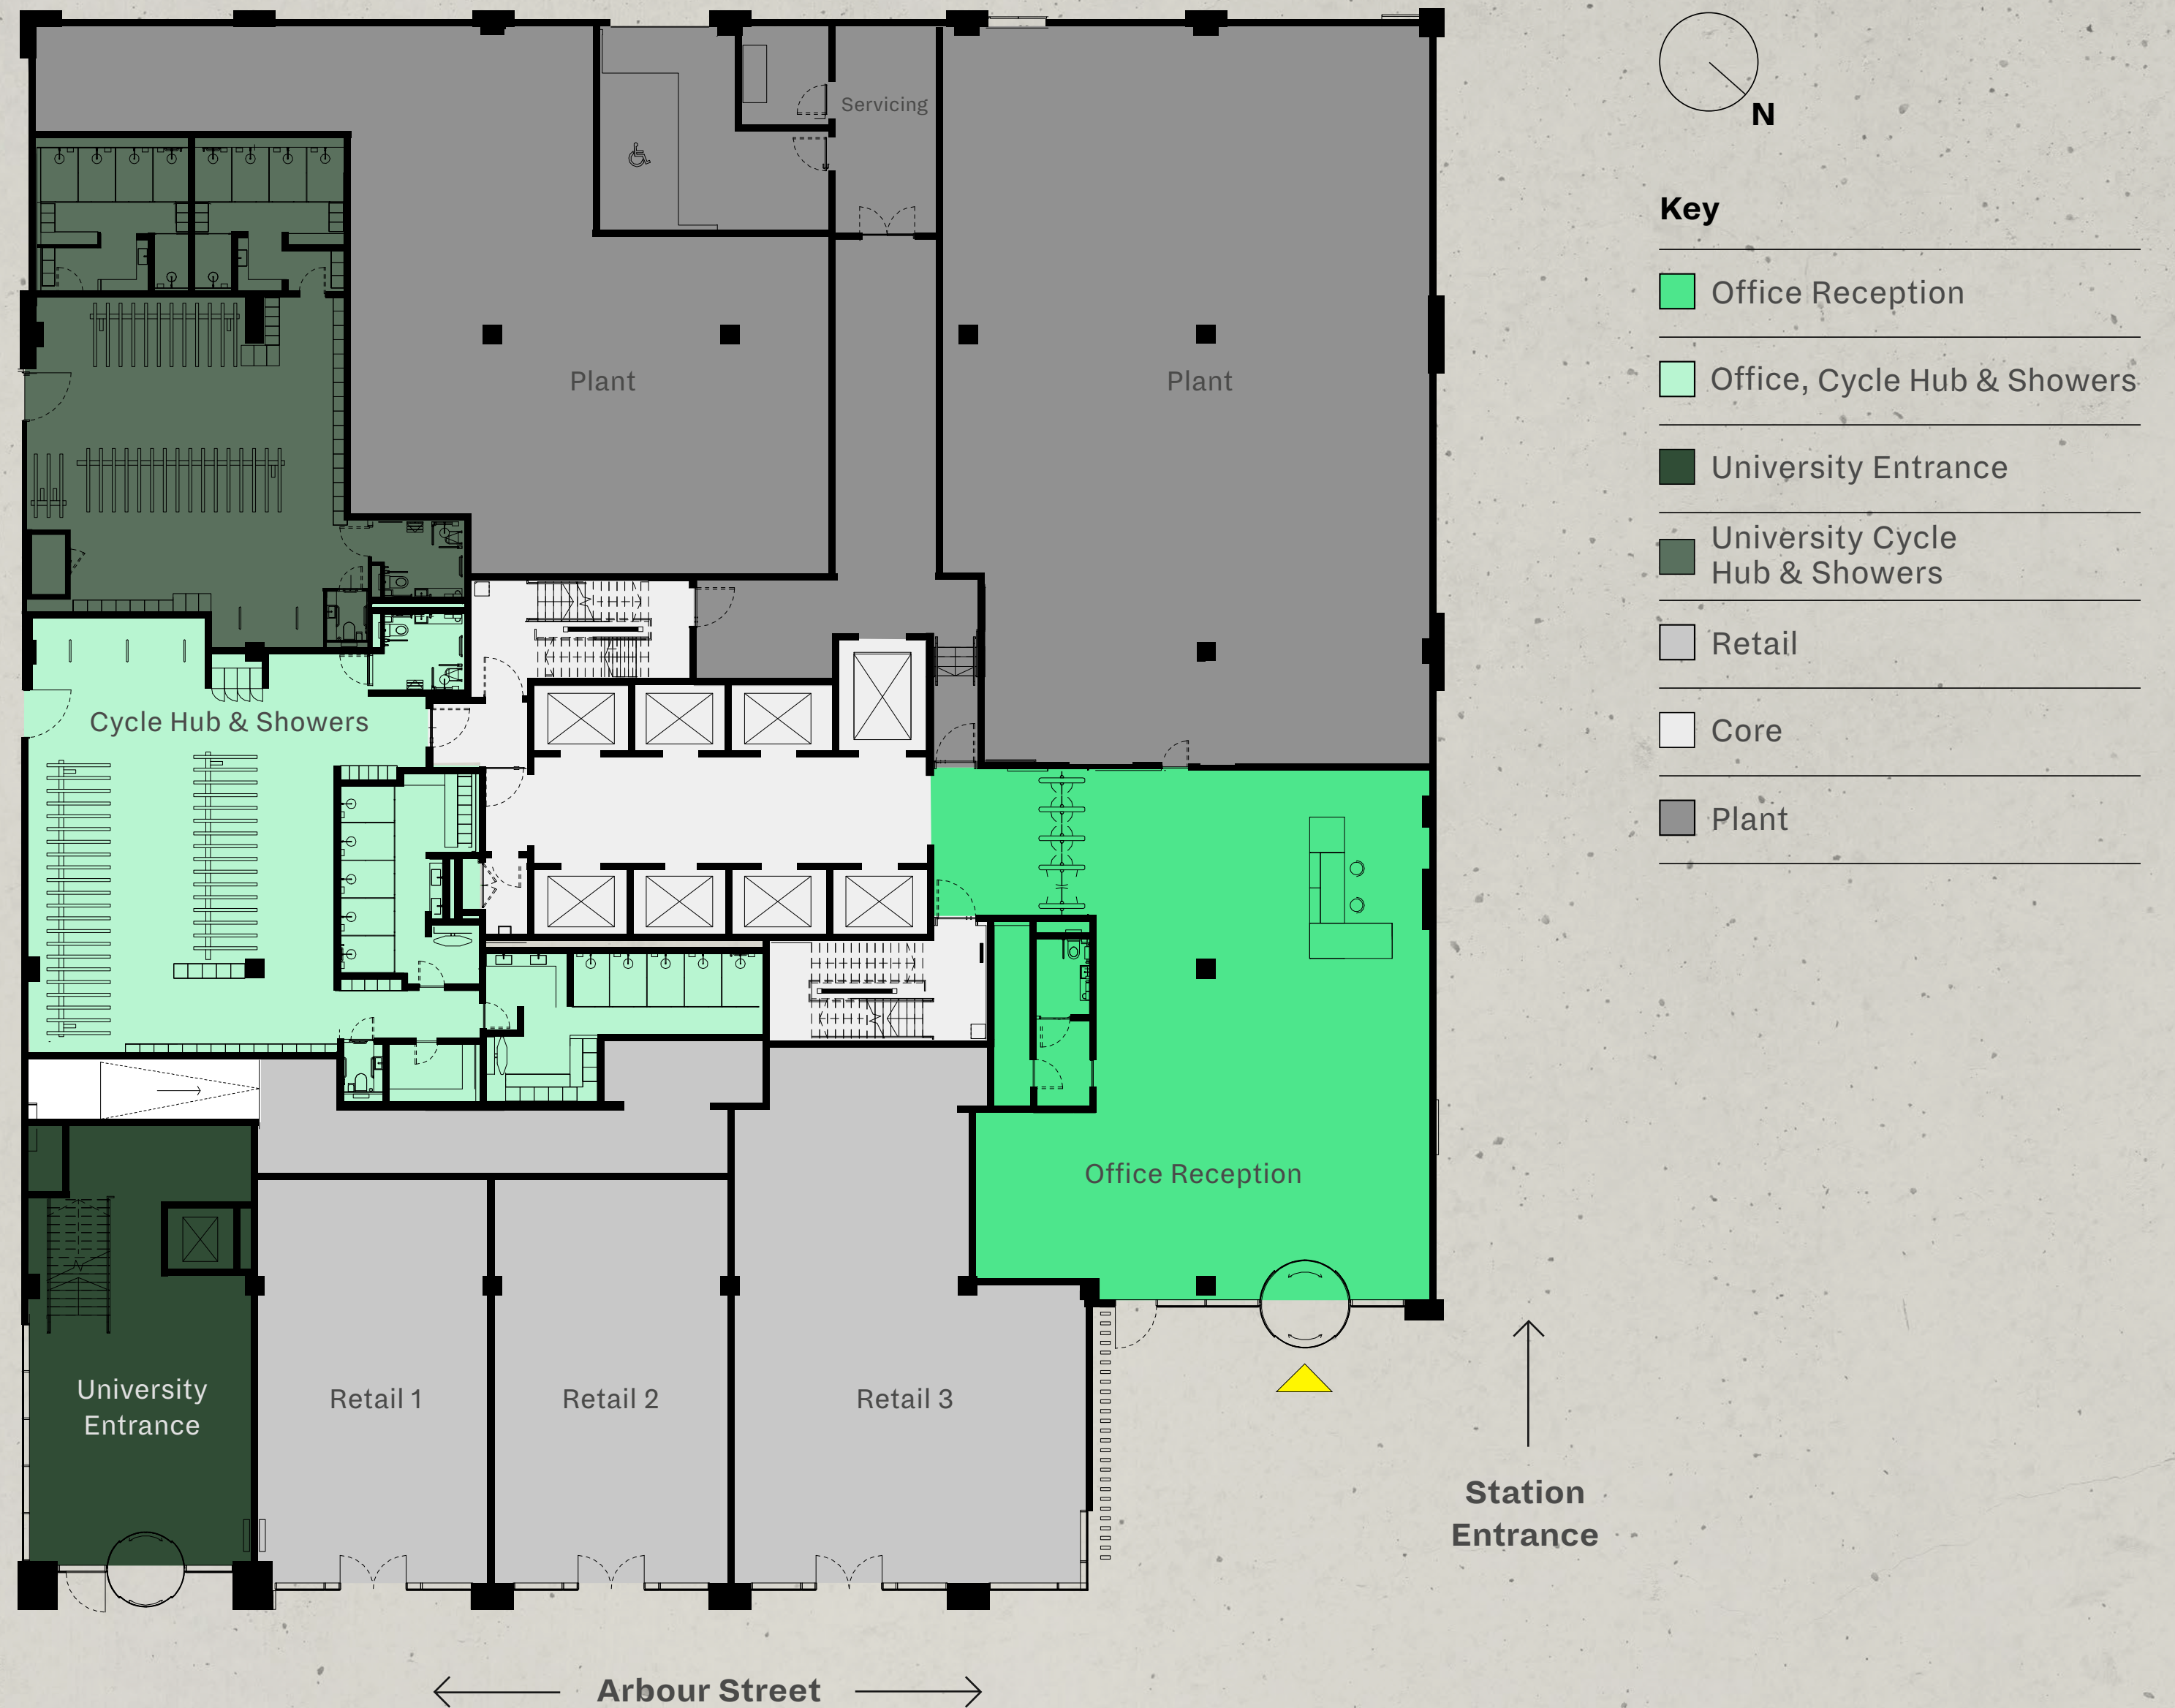 N
Key
Office Reception
Office, Cycle Hub & Showers
University Entrance
University Cycle
Hub & Showers
Retail
Core
Plant
Servicing
Plant
Plant
Cycle Hub & Showers
Office Reception
University
Entrance
Retail 1
Retail 2
Retail 3
Station
Entrance
Arbour Street